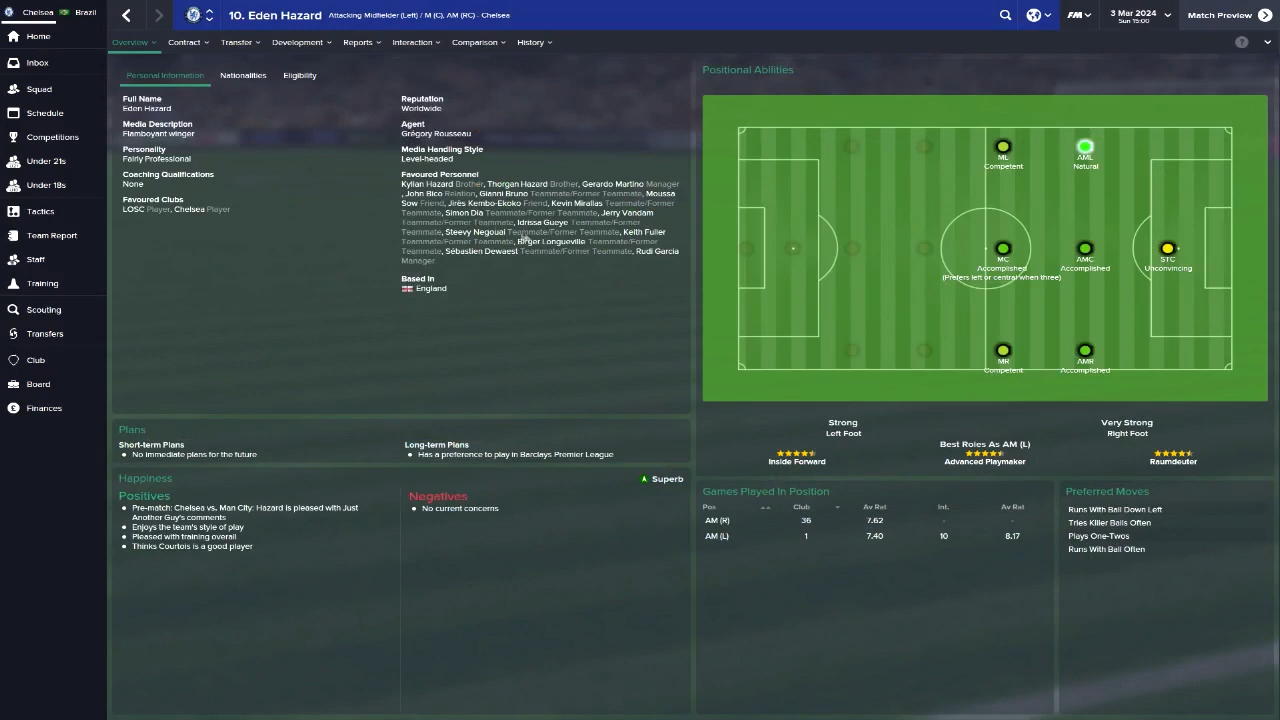 Chelsea Brazil
10. Eden Hazard Attacking Midfielder (Left) / M (C), AM (RC) - Chelsea
FM
3 Mar 2024
Sun 15:00
Match Preview
Home
Inbox
Squad
Schedule
Competitions
Under 21s
Under 18s
Tactics
Team Report
Staff
Training
Scouting
Transfers
Club
Board
Finances
Overview Contract Transfer Development Reports Interaction Comparison History
Personal Information Nationalities Eligibility
Full Name
Eden Hazard
Media Description
Flamboyant winger
Personality
Fairly Professional
Coaching Qualifications
None
Favoured Clubs
LOSC Player, Chelsea Player
Reputation
Worldwide
Agent
Grégory Rousseau
Media Handling Style
Level-headed
Favoured Personnel
Kylian Hazard Brother, Thorgan Hazard Brother, Gerardo Martino Manager
, John Bico Relation, Gianni Bruno Teammate/Former Teammate, Moussa
Sow Friend, Jirès Kembo-Ekoko Friend, Kevin Mirallas Teammate/Former
Teammate, Simon Dia Teammate/Former Teammate, Jerry Vandam
Teammate/Former Teammate, Idrissa Gueye Teammate/Former
Teammate, Steevy Negouai Teammate/Former Teammate, Keith Fuller
Teammate/Former Teammate, Birger Longueville Teammate/Former
Teammate, Sébastien Dewaest Teammate/Former Teammate, Rudi Garcia
Manager
Based In
England
Plans
Short-term Plans
No immediate plans for the future
Long-term Plans
Has a preference to play in Barclays Premier League
Happiness
Superb
Positives
Pre-match: Chelsea vs. Man City: Hazard is pleased with Just
Another Guy's comments
Enjoys the team's style of play
Pleased with training overall
Thinks Courtois is a good player
Negatives
No current concerns
Positional Abilities
ML
Competent
AML
Natural
MC
Accomplished
(Prefers left or central when three)
AMC
Accomplished
STC
Unconvincing
MR
Competent
AMR
Accomplished
Strong
Left Foot
Very Strong
Right Foot
Best Roles As AM (L)
Inside Forward
Advanced Playmaker
Raumdeuter
Games Played In Position
Pos Club Av Rat Int. Av Rat
AM (R) 36 7.62 - -
AM (L) 1 7.40 10 8.17
Preferred Moves
Runs With Ball Down Left
Tries Killer Balls Often
Plays One-Twos
Runs With Ball Often